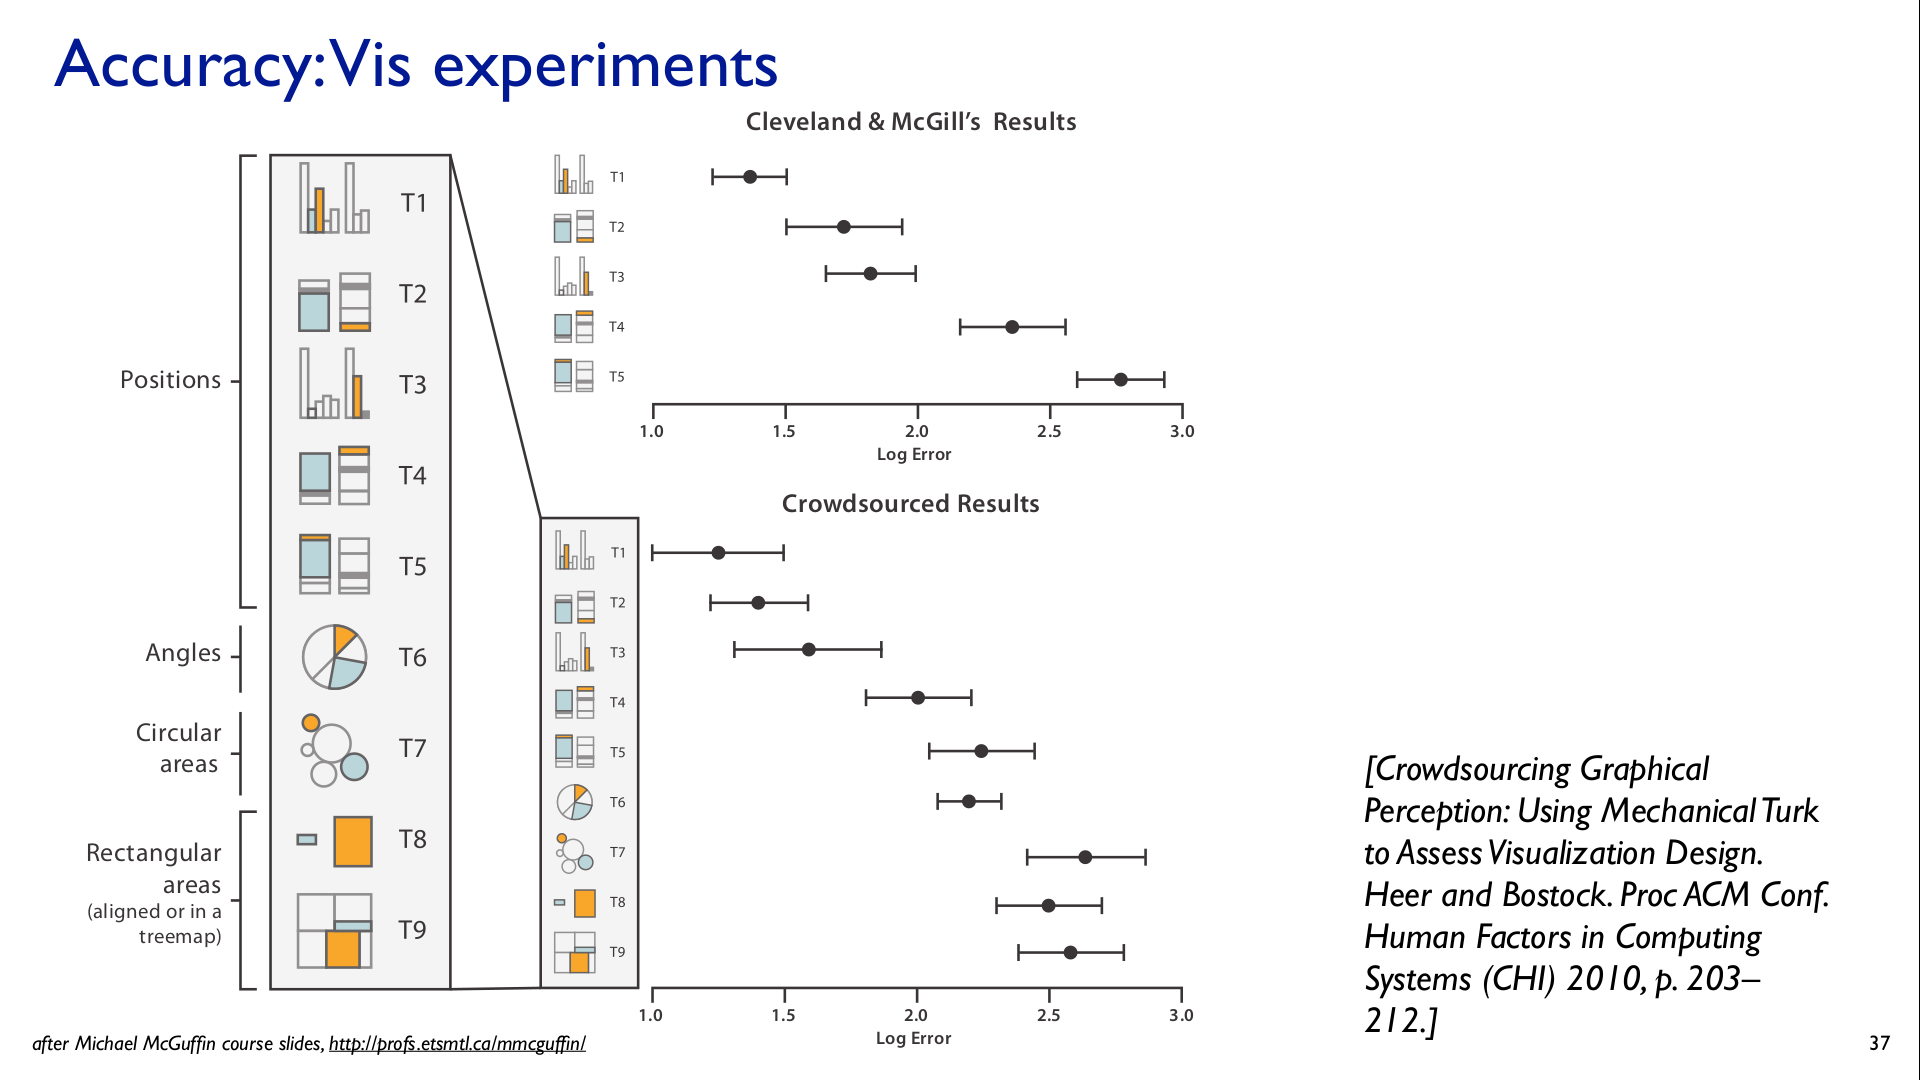 Accuracy: Vis experiments
Positions
Angles
Circular
areas
Rectangular
areas
(aligned or in a
treemap)
T1
T2
T3
T4
T5
T6
T7
T8
T9
Cleveland & McGill's Results
T1
T2
T3
T4
T5
1.0 1.5 2.0 2.5 3.0
Log Error
Crowdsourced Results
T1
T2
T3
T4
T5
T6
T7
T8
T9
1.0 1.5 2.0 2.5 3.0
Log Error
[Crowdsourcing Graphical
Perception: Using Mechanical Turk
to Assess Visualization Design.
Heer and Bostock. Proc ACM Conf.
Human Factors in Computing
Systems (CHI) 2010, p. 203–
212.]
after Michael McGuffin course slides, http://profs.etsmtl.ca/mmcguffin/
37